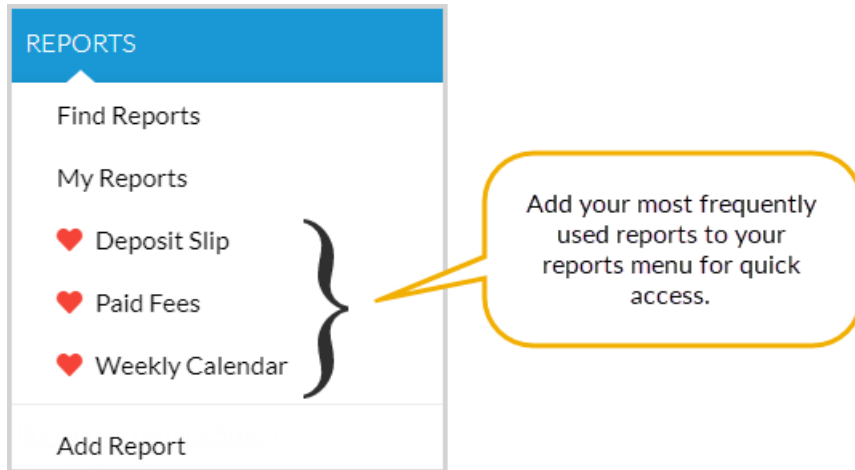 REPORTS
Find Reports
My Reports
Deposit Slip
Paid Fees
Weekly Calendar
Add Report
Add your most frequently
used reports to your
reports menu for quick
access.